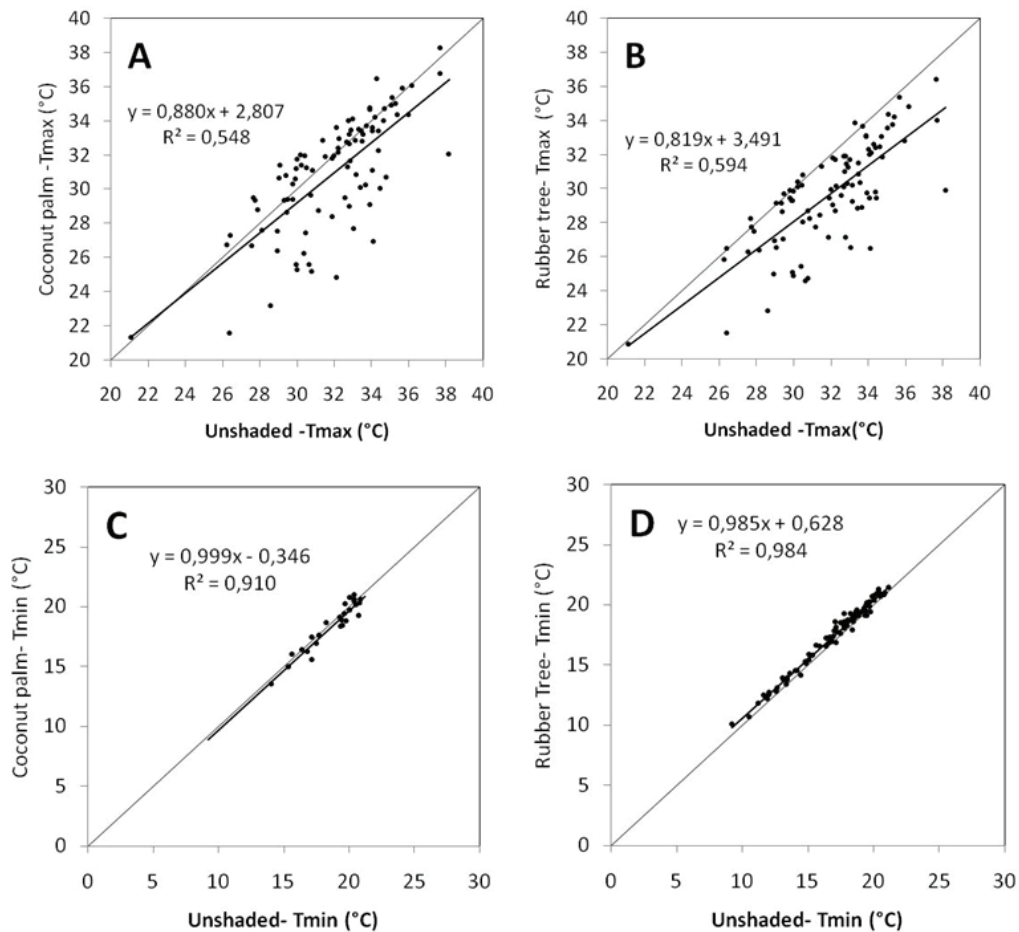 A
y = 0,880x + 2,807
R² = 0,548
Coconut palm -Tmax (°C)
40
38
36
34
32
30
28
26
24
22
20
20 22 24 26 28 30 32 34 36 38 40
Unshaded -Tmax (°C)
B
y = 0,819x + 3,491
R² = 0,594
Rubber tree- Tmax (°C)
40
38
36
34
32
30
28
26
24
22
20
20 22 24 26 28 30 32 34 36 38 40
Unshaded -Tmax(°C)
C
y = 0,999x - 0,346
R² = 0,910
Coconut palm- Tmin (°C)
30
25
20
15
10
5
0
0 5 10 15 20 25 30
Unshaded- Tmin (°C)
D
y = 0,985x + 0,628
R² = 0,984
Rubber Tree- Tmin (°C)
30
25
20
15
10
5
0
0 5 10 15 20 25 30
Unshaded- Tmin (°C)